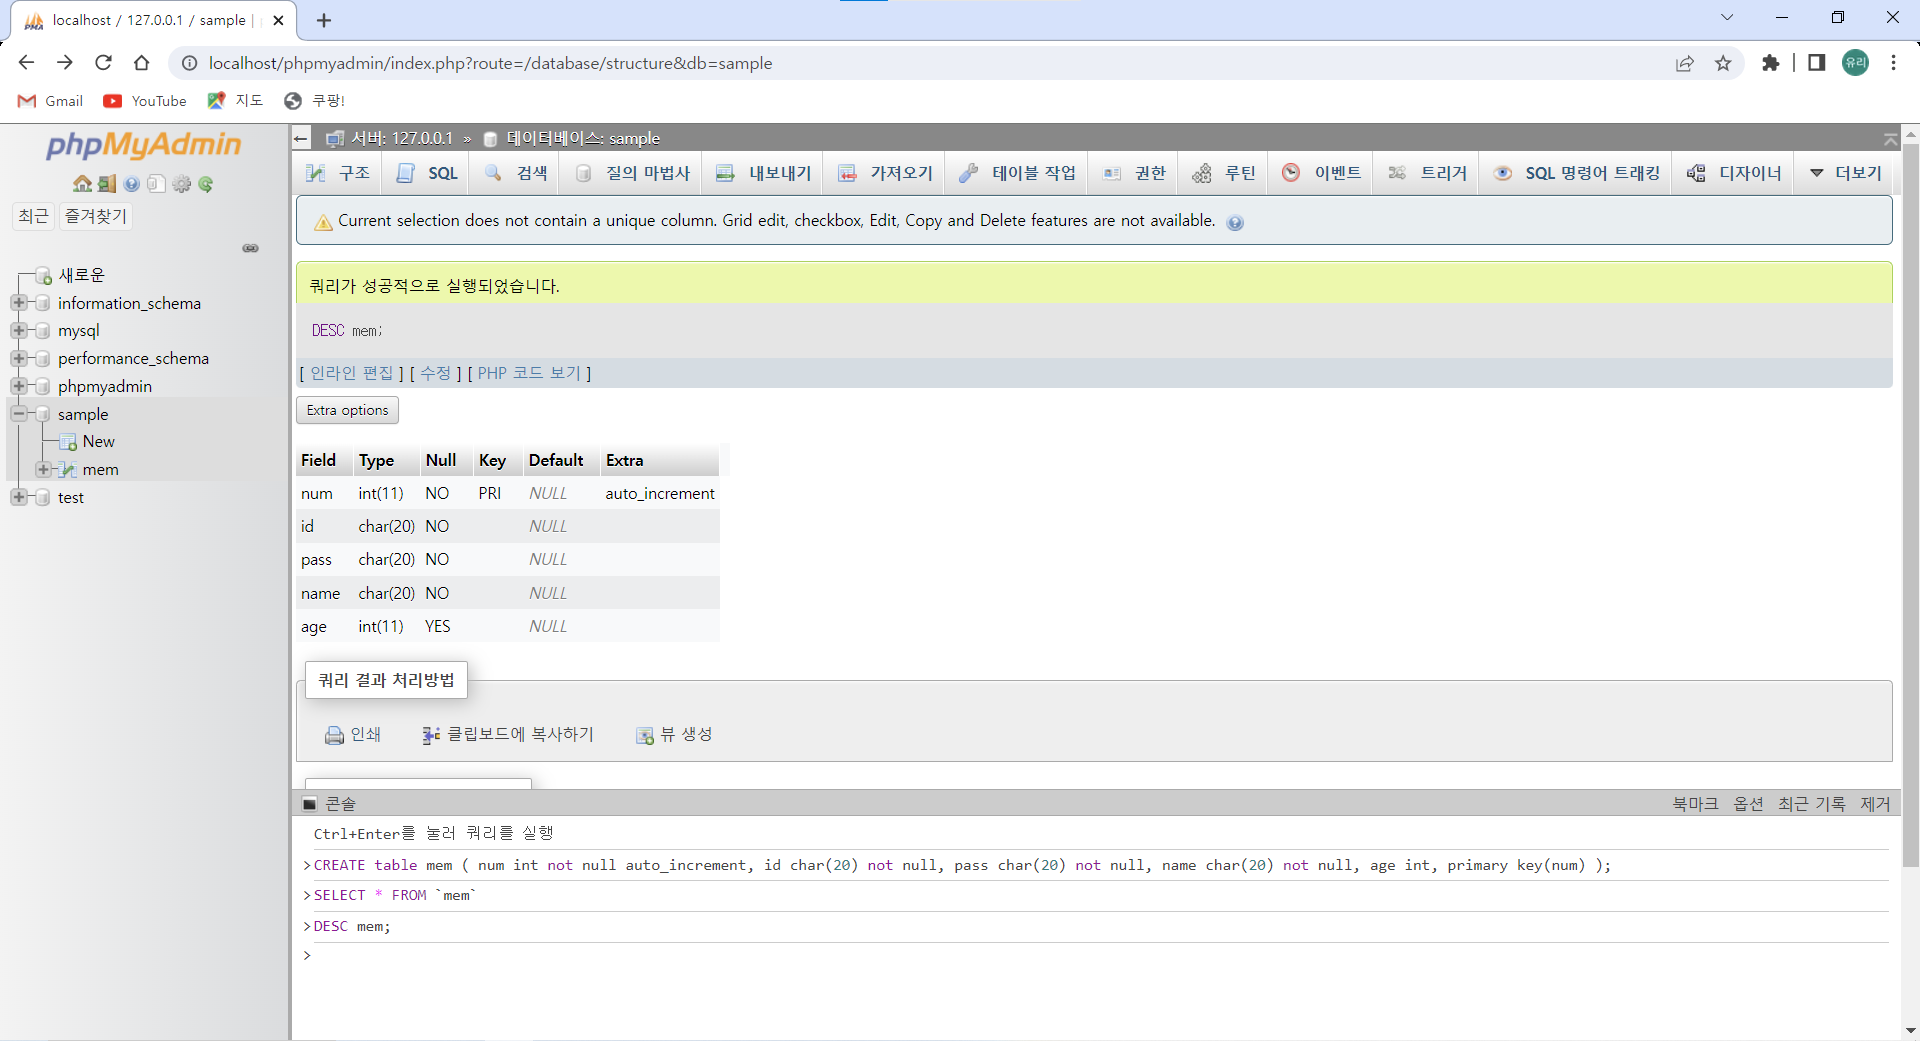 localhost / 127.0.0.1 / sample |
localhost/phpmyadmin/index.php?route=/database/structure&db=sample
유리
Gmail YouTube 지도 쿠팡!
phpMyAdmin
최근 즐겨찾기
새로운
information_schema
mysql
performance_schema
phpmyadmin
sample
New
mem
test
서버: 127.0.0.1 » 데이터베이스: sample
구조 SQL 검색 질의 마법사 내보내기 가져오기 테이블 작업 권한 루틴 이벤트 트리거 SQL 명령어 트래킹 디자이너 더보기
Current selection does not contain a unique column. Grid edit, checkbox, Edit, Copy and Delete features are not available.
쿼리가 성공적으로 실행되었습니다.
DESC mem;
[ 인라인 편집 ] [ 수정 ] [ PHP 코드 보기 ]
Extra options
Field Type Null Key Default Extra
num int(11) NO PRI NULL auto_increment
id char(20) NO NULL
pass char(20) NO NULL
name char(20) NO NULL
age int(11) YES NULL
쿼리 결과 처리방법
인쇄 클립보드에 복사하기 뷰 생성
콘솔 북마크 옵션 최근 기록 제거
Ctrl+Enter를 눌러 쿼리를 실행
>CREATE table mem ( num int not null auto_increment, id char(20) not null, pass char(20) not null, name char(20) not null, age int, primary key(num) );
>SELECT * FROM `mem`
>DESC mem;
>